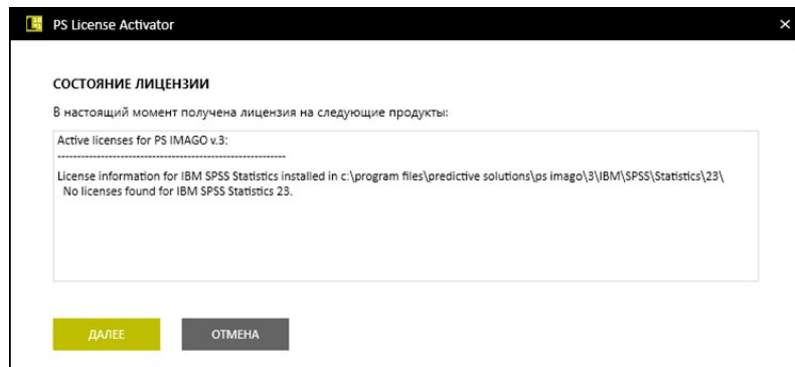 PS License Activator
СОСТОЯНИЕ ЛИЦЕНЗИИ
В настоящий момент получена лицензия на следующие продукты:
Active licenses for PS IMAGO v.3:
----------------------------------------------------------
License information for IBM SPSS Statistics installed in c:\program files\predictive solutions\ps imago\3\IBM\SPSS\Statistics\23\
No licenses found for IBM SPSS Statistics 23.
ДАЛЕЕ ОТМЕНА